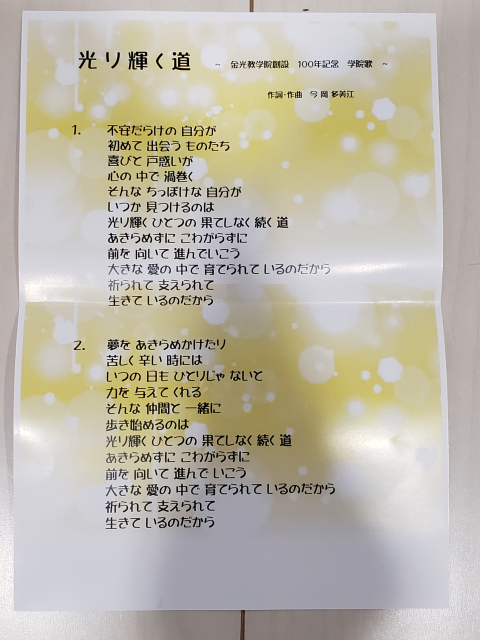 光り輝く道 ～ 金光教学院創設 100年記念 学院歌 ～
作詞・作曲 今岡 多美江
1. 不安だらけの 自分が
初めて 出会う ものたち
喜びと 戸惑いが
心の 中で 渦巻く
そんな ちっぽけな 自分が
いつか 見つけるのは
光り輝く ひとつの 果てしなく 続く 道
あきらめずに こわがらずに
前を 向いて 進んでいこう
大きな 愛の 中で 育てられて いるのだから
祈られて 支えられて
生きて いるのだから
2. 夢を あきらめかけたり
苦しく 辛い 時には
いつの 日も ひとりじゃ ないと
力を 与えて くれる
そんな 仲間と 一緒に
歩き始めるのは
光り輝く ひとつの 果てしなく 続く 道
あきらめずに こわがらずに
前を 向いて 進んで いこう
大きな 愛の 中で 育てられて いるのだから
祈られて 支えられて
生きて いるのだから